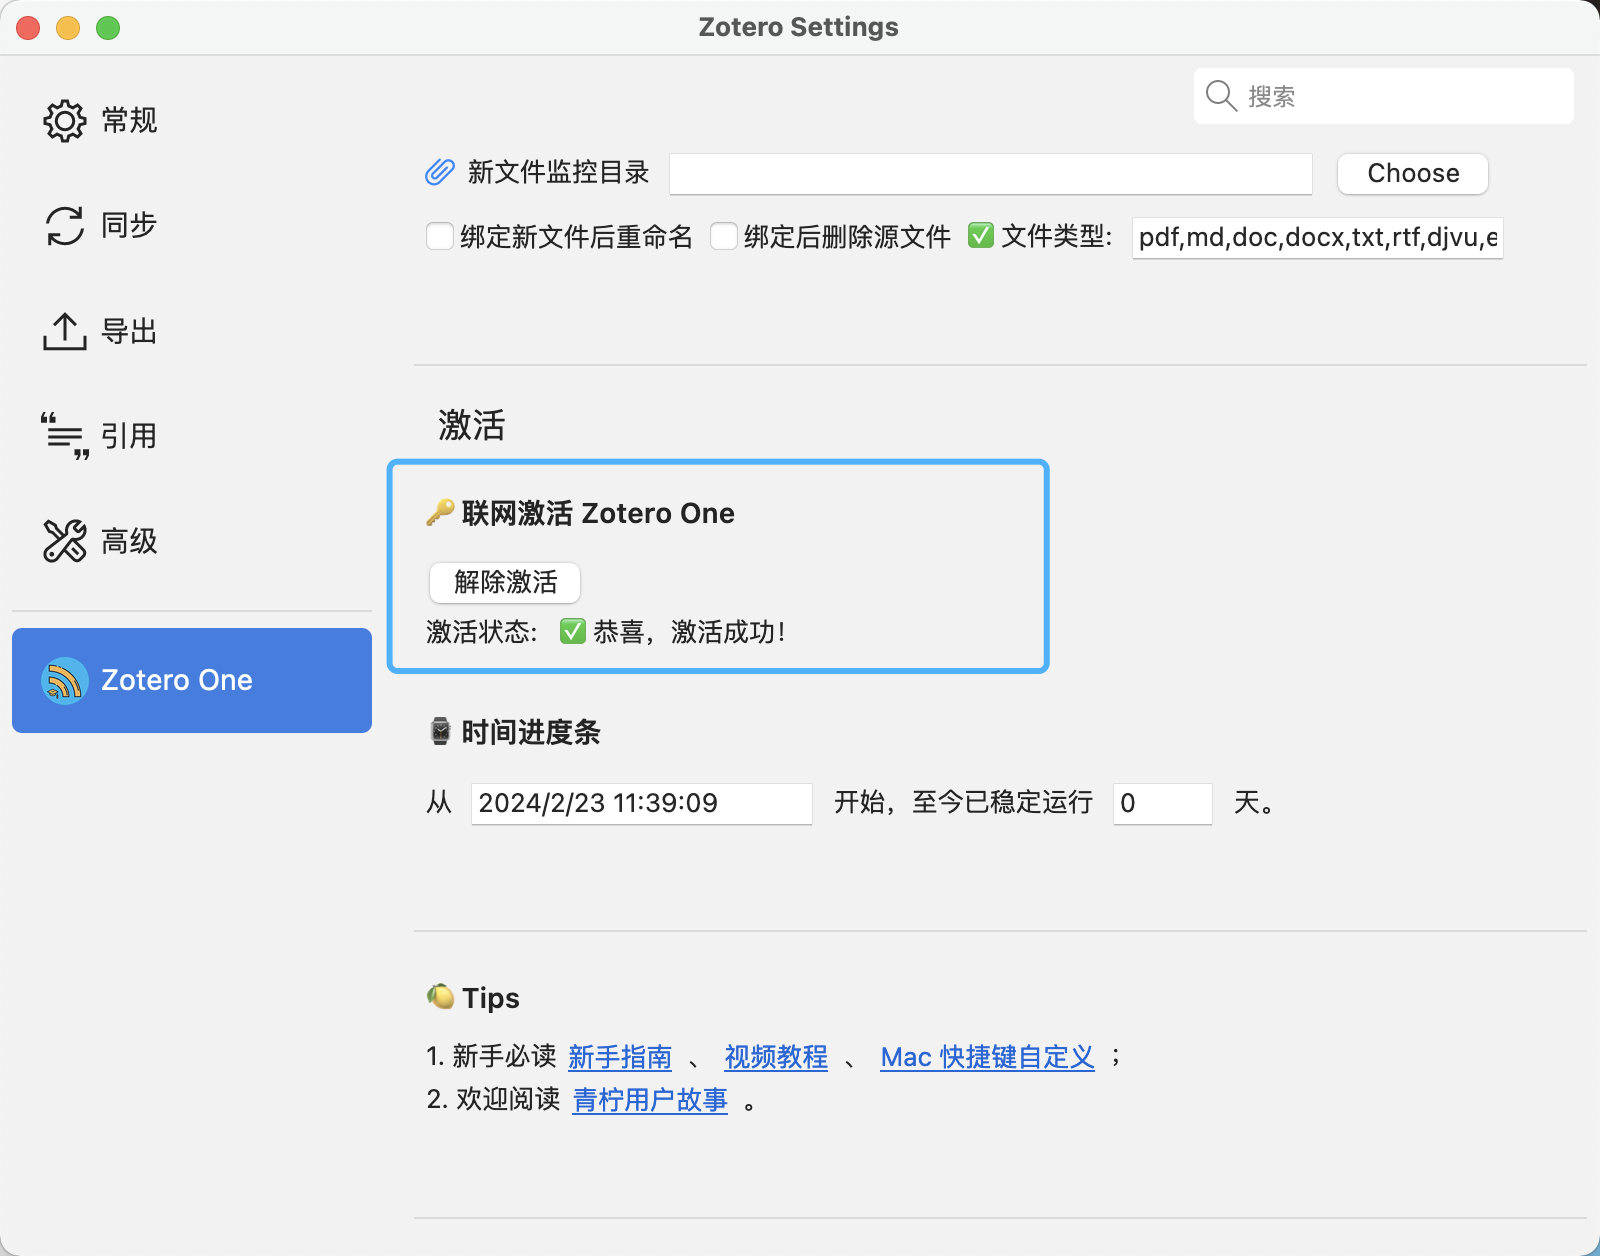 Zotero Settings
搜索
常规
同步
导出
引用
高级
Zotero One
新文件监控目录
Choose
绑定新文件后重命名 绑定后删除源文件 文件类型: pdf,md,doc,docx,txt,rtf,djvu,e
激活
联网激活 Zotero One
解除激活
激活状态: 恭喜，激活成功！
时间进度条
从 2024/2/23 11:39:09 开始，至今已稳定运行 0 天。
Tips
1. 新手必读 新手指南 、 视频教程 、 Mac 快捷键自定义 ；
2. 欢迎阅读 青柠用户故事 。